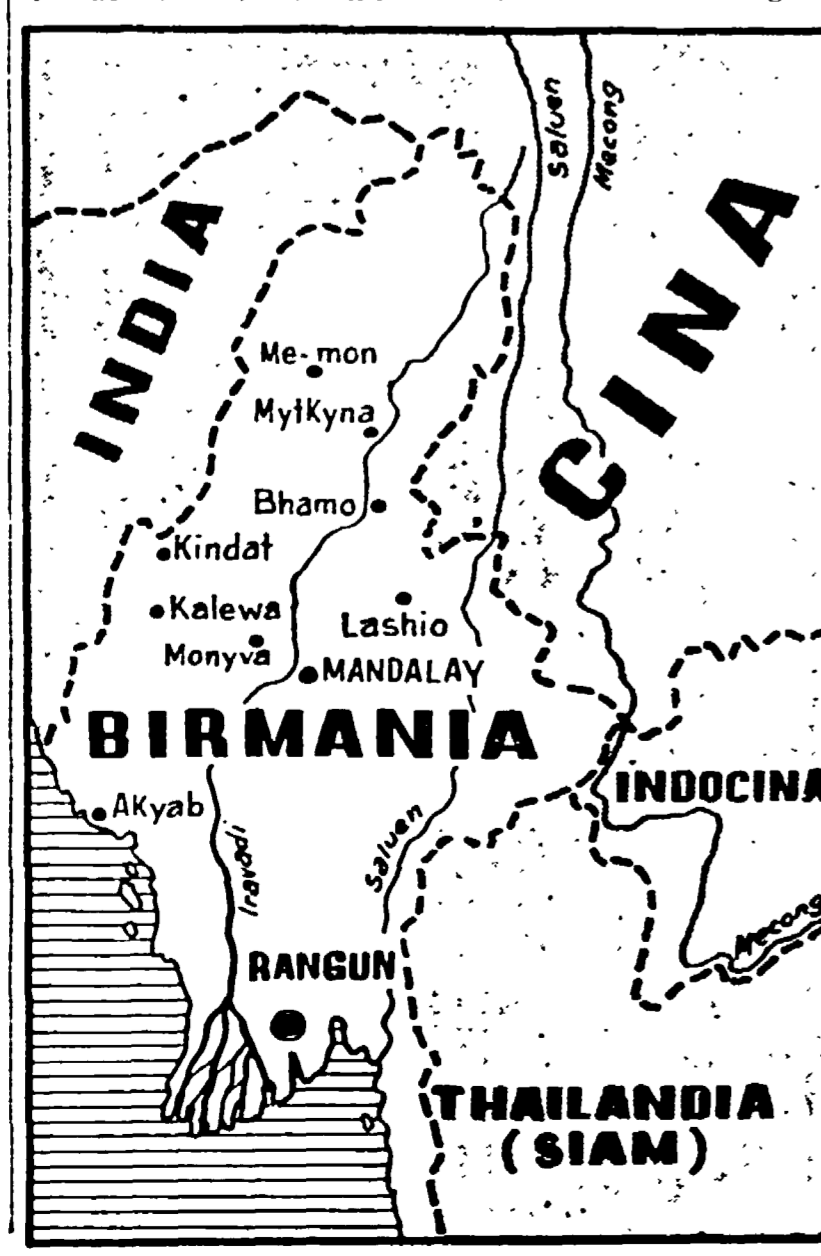 Saluen
Mecong
INDIA
CINA
Me-mon
Mytkyna
Bhamo
Kindat
Kalewa
Lashio
Monyva
MANDALAY
BIRMANIA
INDOCINA
Akyab
Iravadi
Saluen
Mecong
RANGUN
THAILANDIA
(SIAM)